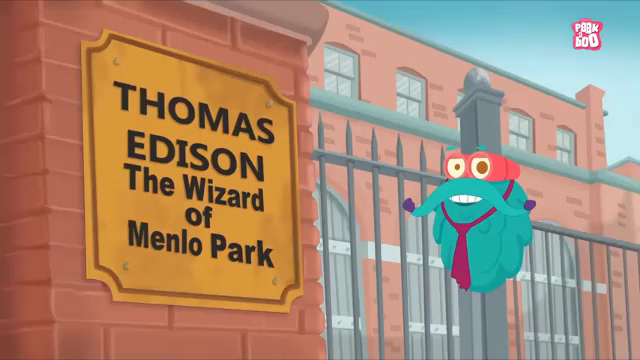 THOMAS
EDISON
The Wizard
of
Menlo Park
PEEK
A
BOO